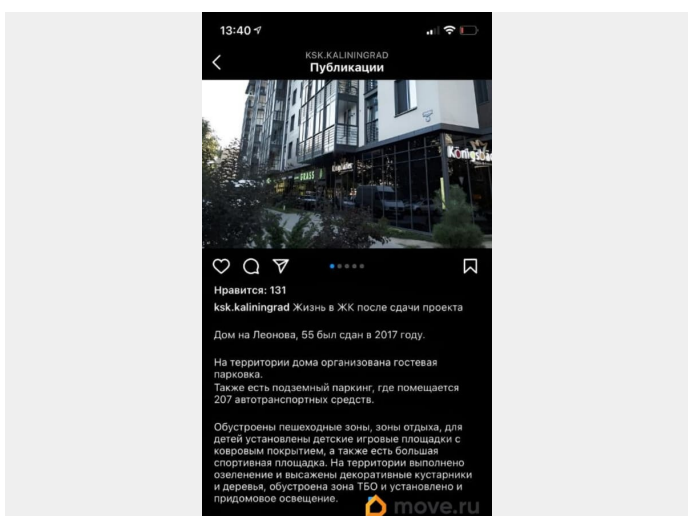 13:40
KSK.KALININGRAD
Публикации
GRASS
Königsbäcker
Нравится: 131
ksk.kaliningrad Жизнь в ЖК после сдачи проекта
Дом на Леонова, 55 был сдан в 2017 году.
На территории дома организована гостевая
парковка.
Также есть подземный паркинг, где помещается
207 автотранспортных средств.
Обустроены пешеходные зоны, зоны отдыха, для
детей установлены детские игровые площадки с
ковровым покрытием, а также есть большая
спортивная площадка. На территории выполнено
озеленение и высажены декоративные кустарники
и деревья, обустроена зона ТБО и установлено и
придомовое освещение.
move.ru